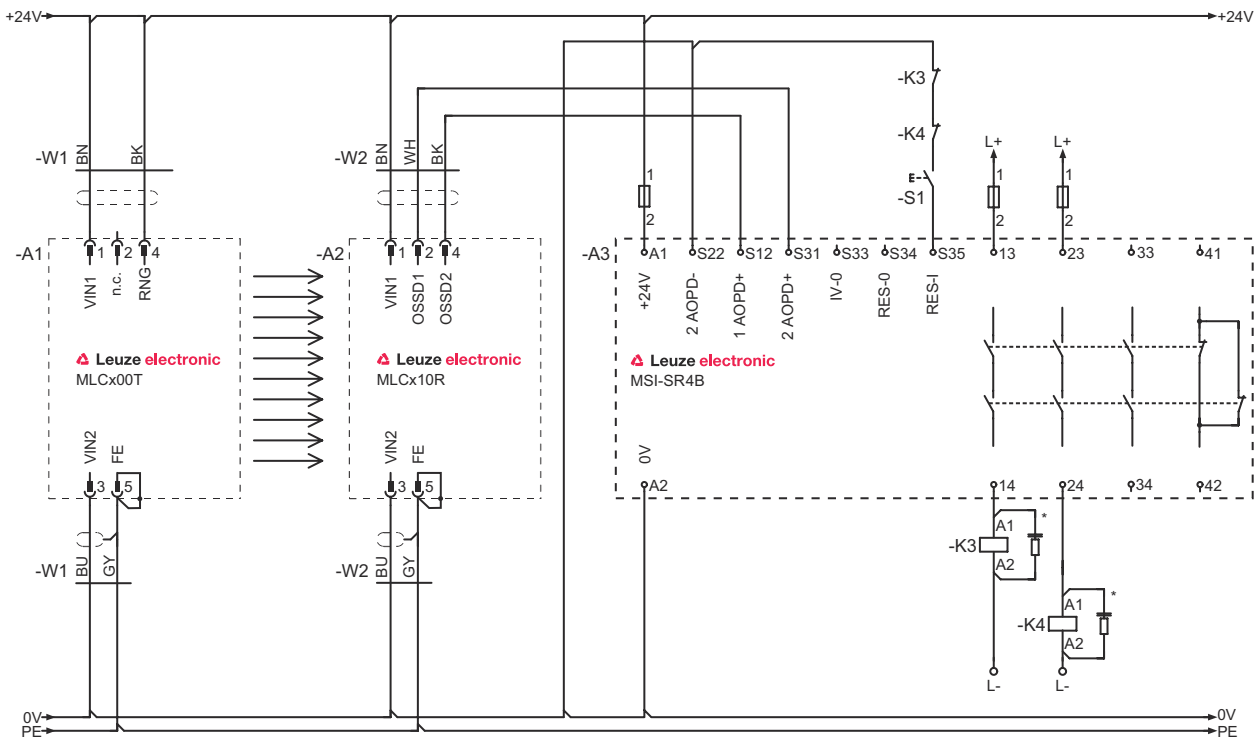 +24V
+24V
-K3
-K4
-S1
L+
L+
-W1
BN
BK
-W2
BN
WH
BK
1
2
1
2
1
2
-A1
1
2
4
VIN1
n.c.
RNG
-A2
1
2
4
VIN1
OSSD1
OSSD2
-A3
A1
S22
S12
S31
S33
S34
S35
13
23
33
41
+24V
2 AOPD-
1 AOPD+
2 AOPD+
IV-0
RES-0
RES-I
Leuze electronic
MLCx00T
Leuze electronic
MLCx10R
Leuze electronic
MSI-SR4B
VIN2
FE
VIN2
FE
0V
3
5
3
5
A2
14
24
34
42
-W1
BU
GY
-W2
BU
GY
-K3
A1
A2
*
-K4
A1
A2
*
L-
L-
0V
0V
PE
PE